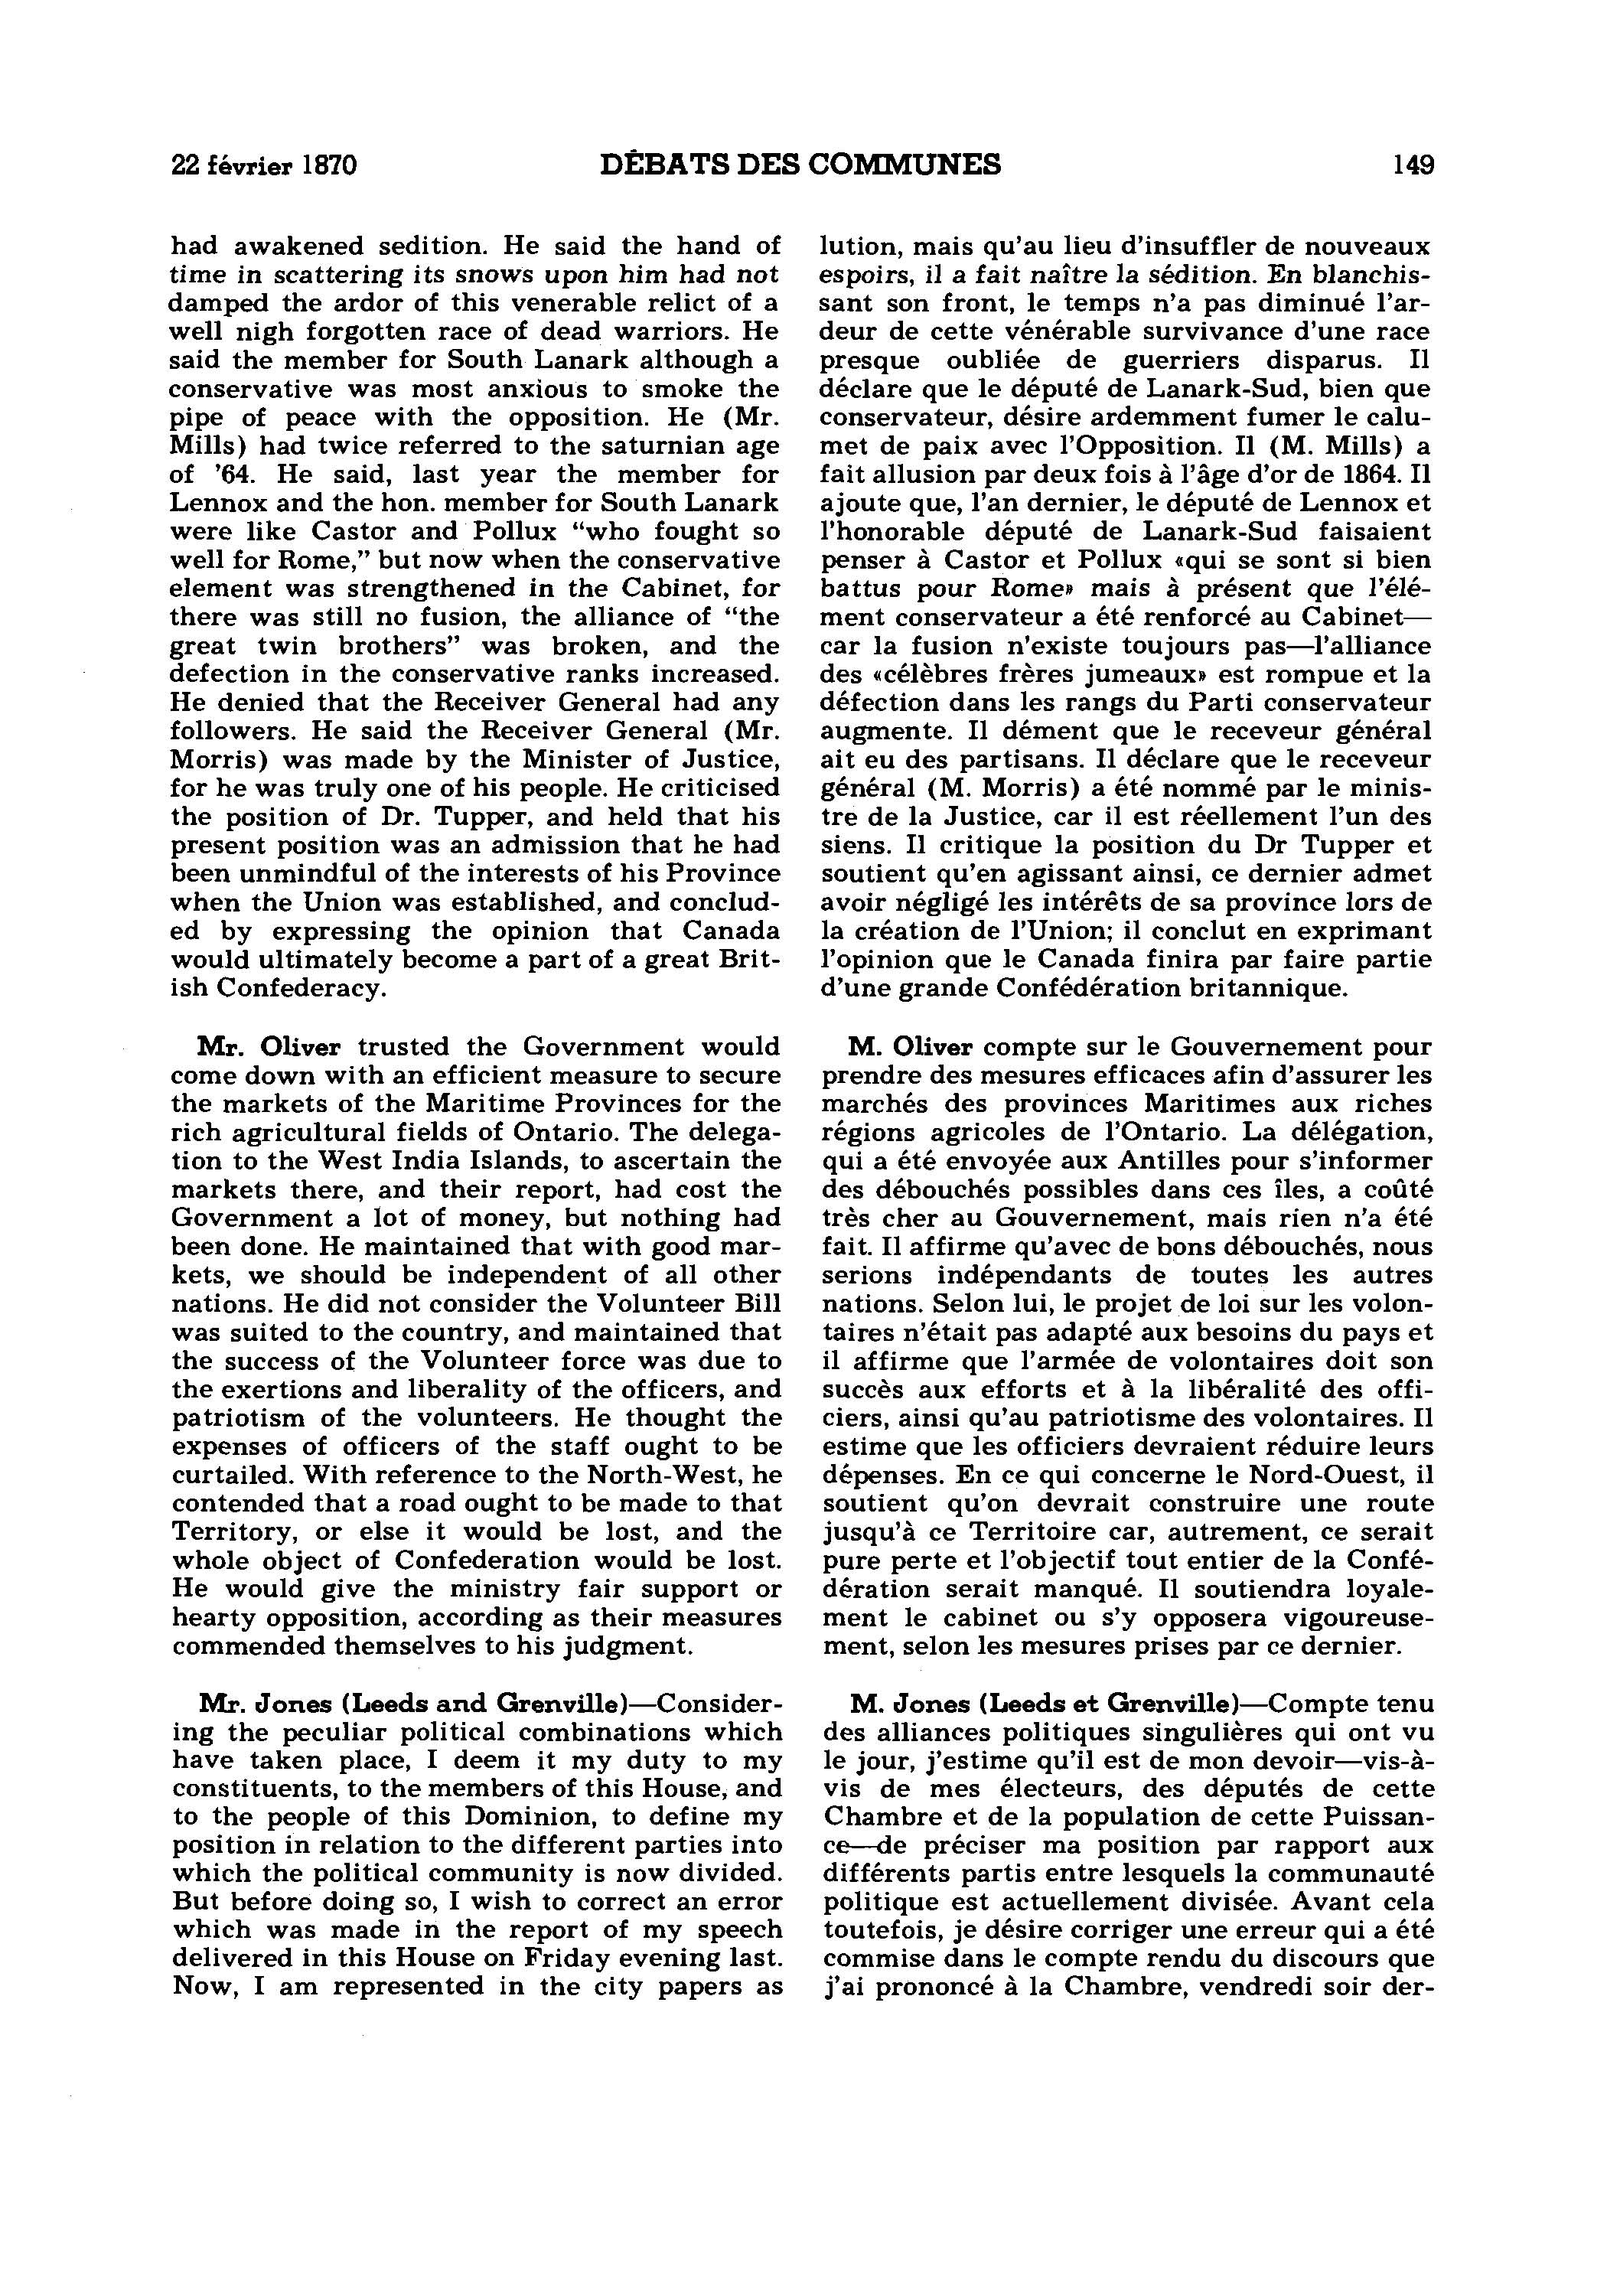 22 février 1870
DÉBATS DES COMMUNES
149
had awakened sedition. He said the hand of
time in scattering its snows upon him had not
damped the ardor of this venerable relict of a
well nigh forgotten race of dead warriors. He
said the member for South Lanark although a
conservative was most anxious to smoke the
pipe of peace with the opposition. He (Mr.
Mills) had twice referred to the saturnian age
of ’64. He said, last year the member for
Lennox and the hon. member for South Lanark
were like Castor and Pollux “who fought so
well for Rome,” but now when the conservative
element was strengthened in the Cabinet, for
there was still no fusion, the alliance of “the
great twin brothers” was broken, and the
defection in the conservative ranks increased.
He denied that the Receiver General had any
followers. He said the Receiver General (Mr.
Morris) was made by the Minister of Justice,
for he was truly one of his people. He criticised
the position of Dr. Tupper, and held that his
present position was an admission that he had
been unmindful of the interests of his Province
when the Union was established, and conclud-
ed by expressing the opinion that Canada
would ultimately become a part of a great Brit-
ish Confederacy.
Mr. Oliver trusted the Government would
come down with an efficient measure to secure
the markets of the Maritime Provinces for the
rich agricultural fields of Ontario. The delega-
tion to the West India Islands, to ascertain the
markets there, and their report, had cost the
Government a lot of money, but nothing had
been done. He maintained that with good mar-
kets, we should be independent of all other
nations. He did not consider the Volunteer Bill
was suited to the country, and maintained that
the success of the Volunteer force was due to
the exertions and liberality of the officers, and
patriotism of the volunteers. He thought the
expenses of officers of the staff ought to be
curtailed. With reference to the North-West, he
contended that a road ought to be made to that
Territory, or else it would be lost, and the
whole object of Confederation would be lost.
He would give the ministry fair support or
hearty opposition, according as their measures
commended themselves to his judgment.
Mr. Jones (Leeds and Grenville)—Consider-
ing the peculiar political combinations which
have taken place, I deem it my duty to my
constituents, to the members of this House, and
to the people of this Dominion, to define my
position in relation to the different parties into
which the political community is now divided.
But before doing so, I wish to correct an error
which was made in the report of my speech
delivered in this House on Friday evening last.
Now, I am represented in the city papers as
lution, mais qu’au lieu d’insuffler de nouveaux
espoirs, il a fait naître la sédition. En blanchis-
sant son front, le temps n’a pas diminué l’ar-
deur de cette vénérable survivance d’une race
presque oubliée de guerriers disparus. Il
déclare que le député de Lanark-Sud, bien que
conservateur, désire ardemment fumer le calu-
met de paix avec l’Opposition. Il (M. Mills) a
fait allusion par deux fois à l’âge d’or de 1864. Il
ajoute que, l’an dernier, le député de Lennox et
l’honorable député de Lanark-Sud faisaient
penser à Castor et Pollux «qui se sont si bien
battus pour Rome» mais à présent que l’élé-
ment conservateur a été renforcé au Cabinet—
car la fusion n’existe toujours pas—l’alliance
des «célèbres frères jumeaux» est rompue et la
défection dans les rangs du Parti conservateur
augmente. Il dément que le receveur général
ait eu des partisans. Il déclare que le receveur
général (M. Morris) a été nommé par le minis-
tre de la Justice, car il est réellement l’un des
siens. Il critique la position du Dr Tupper et
soutient qu’en agissant ainsi, ce dernier admet
avoir négligé les intérêts de sa province lors de
la création de l’Union; il conclut en exprimant
l’opinion que le Canada finira par faire partie
d’une grande Confédération britannique.
M. Oliver compte sur le Gouvernement pour
prendre des mesures efficaces afin d’assurer les
marchés des provinces Maritimes aux riches
régions agricoles de l’Ontario. La délégation,
qui a été envoyée aux Antilles pour s’informer
des débouchés possibles dans ces îles, a coûté
très cher au Gouvernement, mais rien n’a été
fait. Il affirme qu’avec de bons débouchés, nous
serions indépendants de toutes les autres
nations. Selon lui, le projet de loi sur les volon-
taires n’était pas adapté aux besoins du pays et
il affirme que l’armée de volontaires doit son
succès aux efforts et à la libéralité des offi-
ciers, ainsi qu’au patriotisme des volontaires. Il
estime que les officiers devraient réduire leurs
dépenses. En ce qui concerne le Nord-Ouest, il
soutient qu’on devrait construire une route
jusqu’à ce Territoire car, autrement, ce serait
pure perte et l’objectif tout entier de la Confé-
dération serait manqué. Il soutiendra loyale-
ment le cabinet ou s’y opposera vigoureuse-
ment, selon les mesures prises par ce dernier.
M. Jones (Leeds et Grenville)—Compte tenu
des alliances politiques singulières qui ont vu
le jour, j’estime qu’il est de mon devoir—vis-à-
vis de mes électeurs, des députés de cette
Chambre et de la population de cette Puissan-
ce—de préciser ma position par rapport aux
différents partis entre lesquels la communauté
politique est actuellement divisée. Avant cela
toutefois, je désire corriger une erreur qui a été
commise dans le compte rendu du discours que
j’ai prononcé à la Chambre, vendredi soir der-